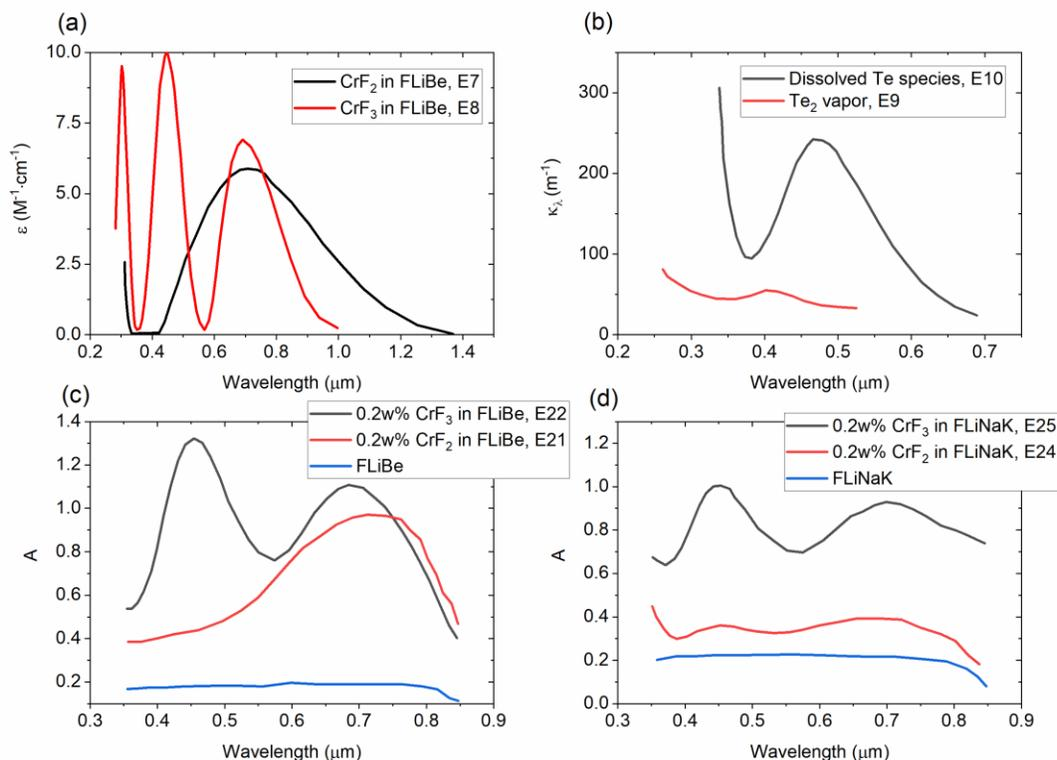 (a)
10.0
7.5
5.0
2.5
0.0
ε (M⁻¹·cm⁻¹)
CrF₂ in FLiBe, E7
CrF₃ in FLiBe, E8
0.2 0.4 0.6 0.8 1.0 1.2 1.4
Wavelength (μm)
(b)
300
200
100
0
κλ (m⁻¹)
Dissolved Te species, E10
Te₂ vapor, E9
0.2 0.3 0.4 0.5 0.6 0.7
Wavelength (μm)
(c)
1.4
1.2
1.0
0.8
0.6
0.4
0.2
A
0.2w% CrF₃ in FLiBe, E22
0.2w% CrF₂ in FLiBe, E21
FLiBe
0.3 0.4 0.5 0.6 0.7 0.8 0.9
Wavelength (μm)
(d)
1.2
1.0
0.8
0.6
0.4
0.2
0.0
A
0.2w% CrF₃ in FLiNaK, E25
0.2w% CrF₂ in FLiNaK, E24
FLiNaK
0.3 0.4 0.5 0.6 0.7 0.8 0.9
Wavelength (μm)